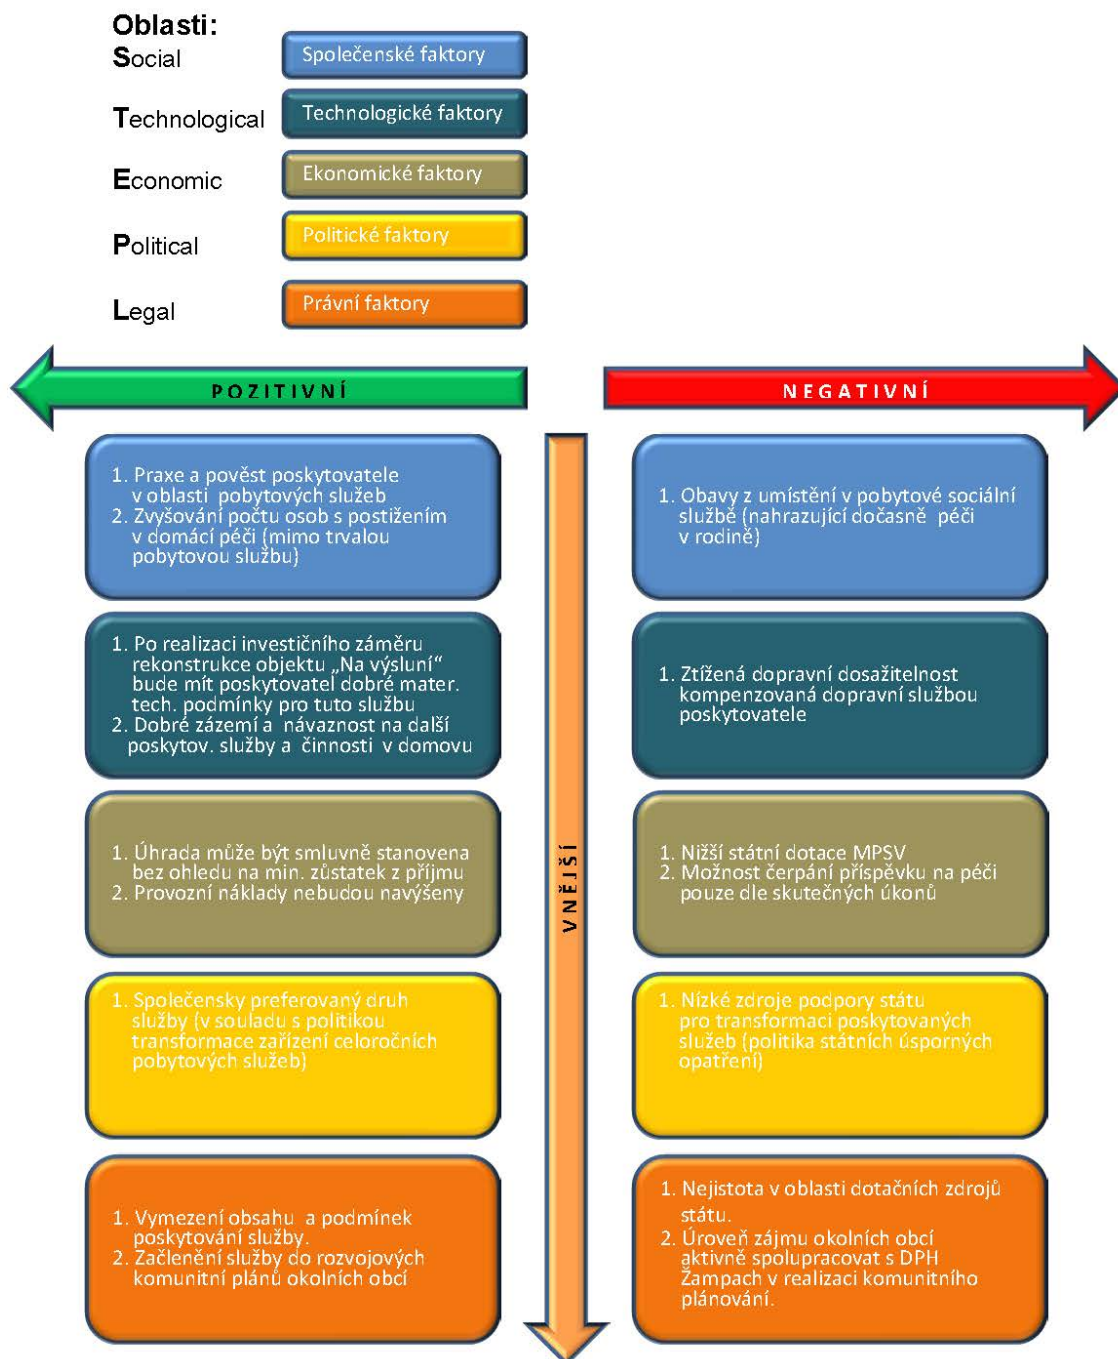 Oblasti:
Social
Společenské faktory
Technological
Technologické faktory
Economic
Ekonomické faktory
Political
Politické faktory
Legal
Právní faktory
POZITIVNÍ
NEGATIVNÍ
1. Praxe a pověst poskytovatele
v oblasti pobytových služeb
2. Zvyšování počtu osob s postižením
v domácí péči (mimo trvalou
pobytovou službu)
1. Obavy z umístění v pobytové sociální
službě (nahrazující dočasně péči
v rodině)
1. Po realizaci investičního záměru
rekonstrukce objektu „Na výsluní“
bude mít poskytovatel dobré mater.
tech. podmínky pro tuto službu
2. Dobré zázemí a návaznost na další
poskytov. služby a činnosti v domovu
1. Ztížená dopravní dosažitelnost
kompenzovaná dopravní službou
poskytovatele
VNĚJŠÍ
1. Úhrada může být smluvně stanovena
bez ohledu na min. zůstatek z příjmu
2. Provozní náklady nebudou navýšeny
1. Nižší státní dotace MPSV
2. Možnost čerpání příspěvku na péči
pouze dle skutečných úkonů
1. Společensky preferovaný druh
služby (v souladu s politikou
transformace zařízení celoročních
pobytových služeb)
1. Nízké zdroje podpory státu
pro transformaci poskytovaných
služeb (politika státních úsporných
opatření)
1. Vymezení obsahu a podmínek
poskytování služby.
2. Začlenění služby do rozvojových
komunitní plánů okolních obcí
1. Nejistota v oblasti dotačních zdrojů
státu.
2. Úroveň zájmu okolních obcí
aktivně spolupracovat s DPH
Žampach v realizaci komunitního
plánování.